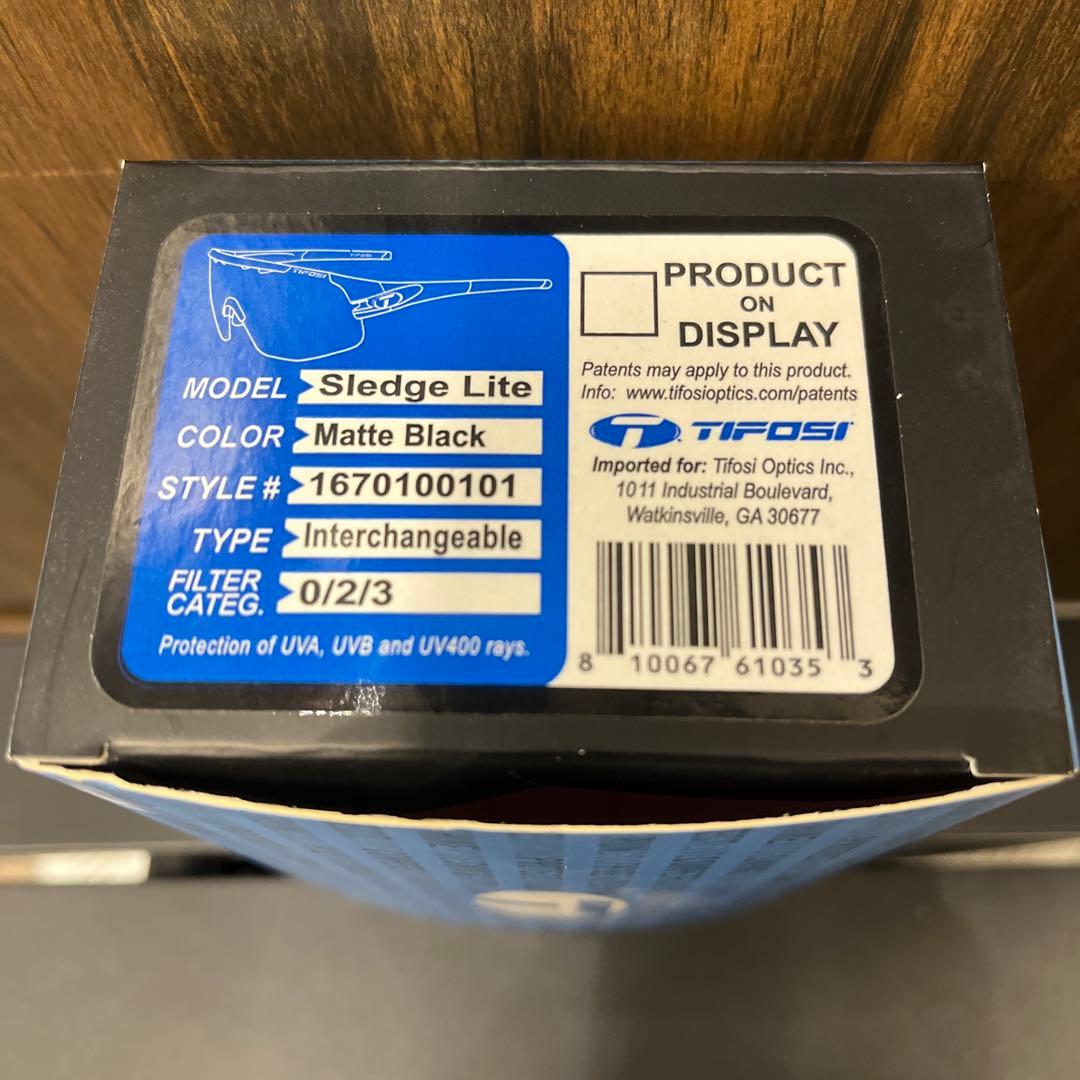 TIFOSI
TIFOSI
MODEL Sledge Lite
COLOR Matte Black
STYLE # 1670100101
TYPE Interchangeable
FILTER
CATEG. 0/2/3
Protection of UVA, UVB and UV400 rays.
PRODUCT
ON
DISPLAY
Patents may apply to this product.
Info: www.tifosioptics.com/patents
TIFOSI
Imported for: Tifosi Optics Inc.,
1011 Industrial Boulevard,
Watkinsville, GA 30677
8 10067 61035 3